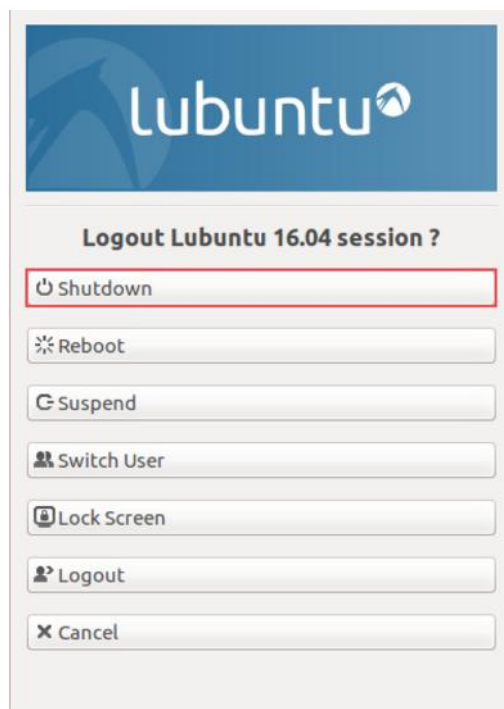 lubuntu
Logout Lubuntu 16.04 session ?
Shutdown
Reboot
Suspend
Switch User
Lock Screen
Logout
Cancel